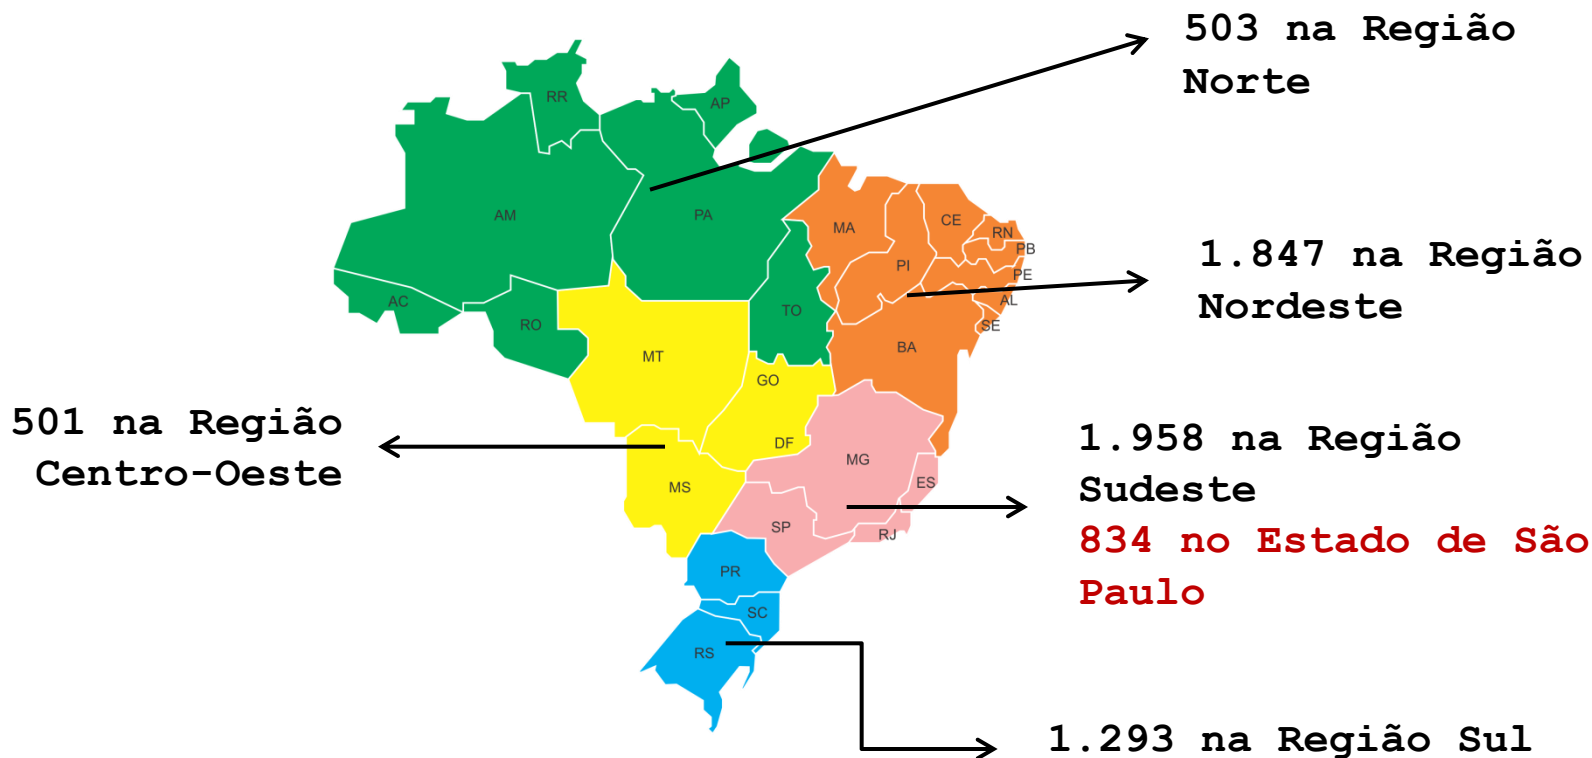 503 na Região
Norte
RR
AP
AM
PA
MA
CE
RN
PB
PI
PE
AL
SE
AC
RO
TO
BA
MT
GO
DF
MG
ES
MS
SP
RJ
PR
SC
RS
1.847 na Região
Nordeste
501 na Região
Centro-Oeste
1.958 na Região
Sudeste
834 no Estado de São
Paulo
1.293 na Região Sul